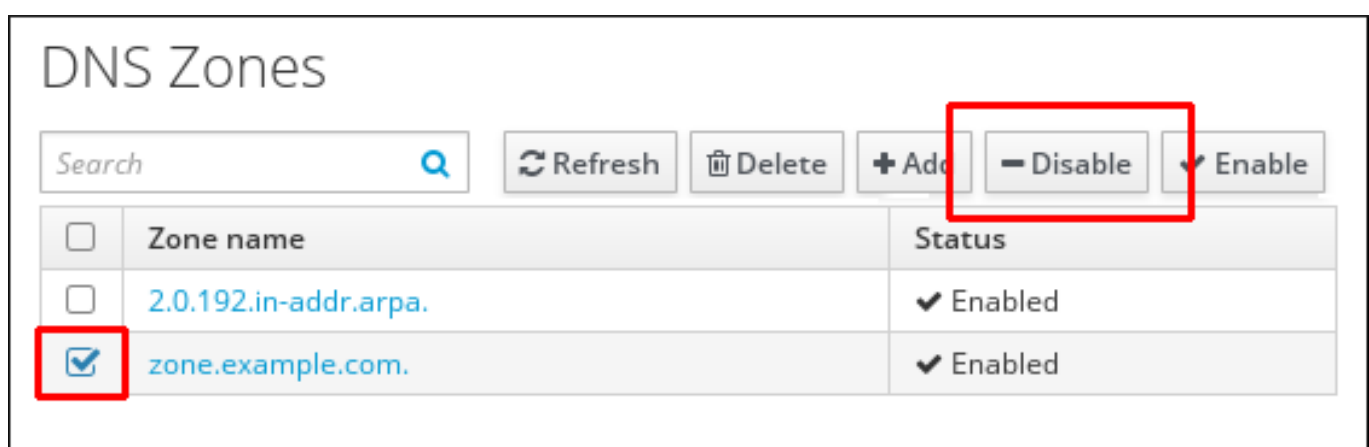 DNS Zones
Search Refresh Delete Add Disable Enable
Zone name Status
2.0.192.in-addr.arpa. Enabled
zone.example.com. Enabled